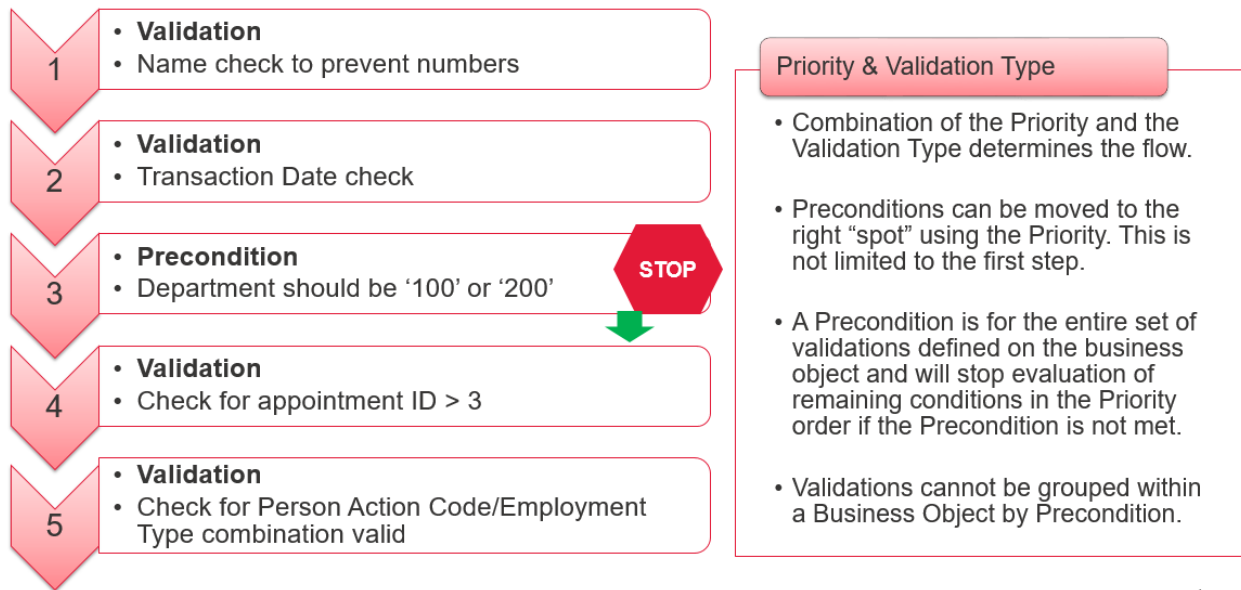 1
• Validation
• Name check to prevent numbers
2
• Validation
• Transaction Date check
3
• Precondition
• Department should be ‘100’ or ‘200’
STOP
4
• Validation
• Check for appointment ID > 3
5
• Validation
• Check for Person Action Code/Employment
Type combination valid
Priority & Validation Type
• Combination of the Priority and the
Validation Type determines the flow.
• Preconditions can be moved to the
right “spot” using the Priority. This is
not limited to the first step.
• A Precondition is for the entire set of
validations defined on the business
object and will stop evaluation of
remaining conditions in the Priority
order if the Precondition is not met.
• Validations cannot be grouped within
a Business Object by Precondition.